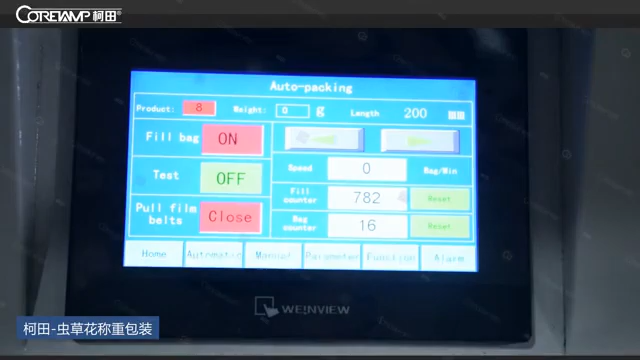 CORETAMP 柯田®
Auto-packing
Product: 8 Weight: 0 g Length 200 mm
Fill bag ON
Test OFF
Speed 0 Bag/Min
Fill counter 782 Reset
Pull film belts Close
Bag counter 16 Reset
Home Automatic Manual Parameter Function Alarm
WEINVIEW
柯田-虫草花称重包装